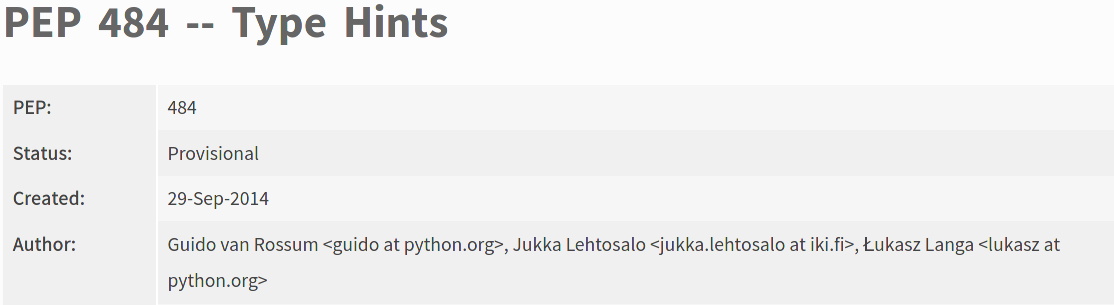 PEP 484 -- Type Hints
PEP: 484
Status: Provisional
Created: 29-Sep-2014
Author: Guido van Rossum <guido at python.org>, Jukka Lehtosalo <jukka.lehtosalo at iki.fi>, Łukasz Langa <lukasz at
python.org>